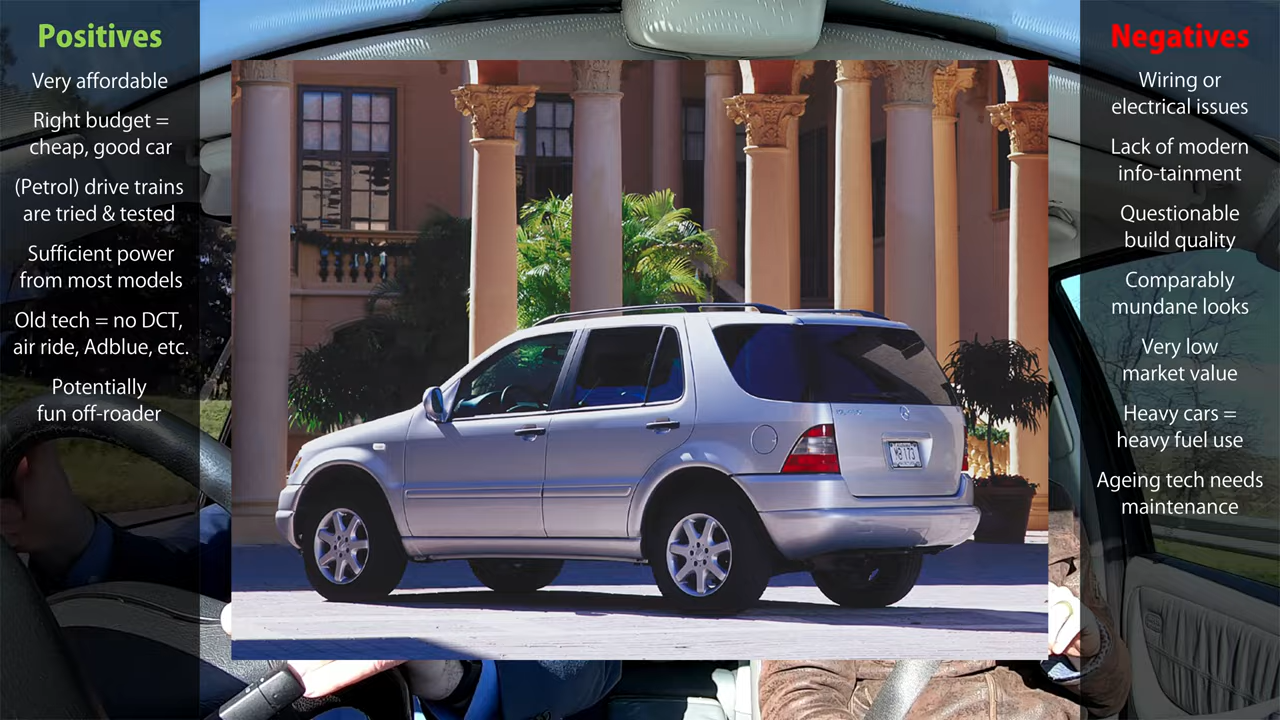 Positives
Very affordable
Right budget =
cheap, good car
(Petrol) drive trains
are tried & tested
Sufficient power
from most models
Old tech = no DCT,
air ride, Adblue, etc.
Potentially
fun off-roader
Negatives
Wiring or
electrical issues
Lack of modern
info-tainment
Questionable
build quality
Comparably
mundane looks
Very low
market value
Heavy cars =
heavy fuel use
Ageing tech needs
maintenance